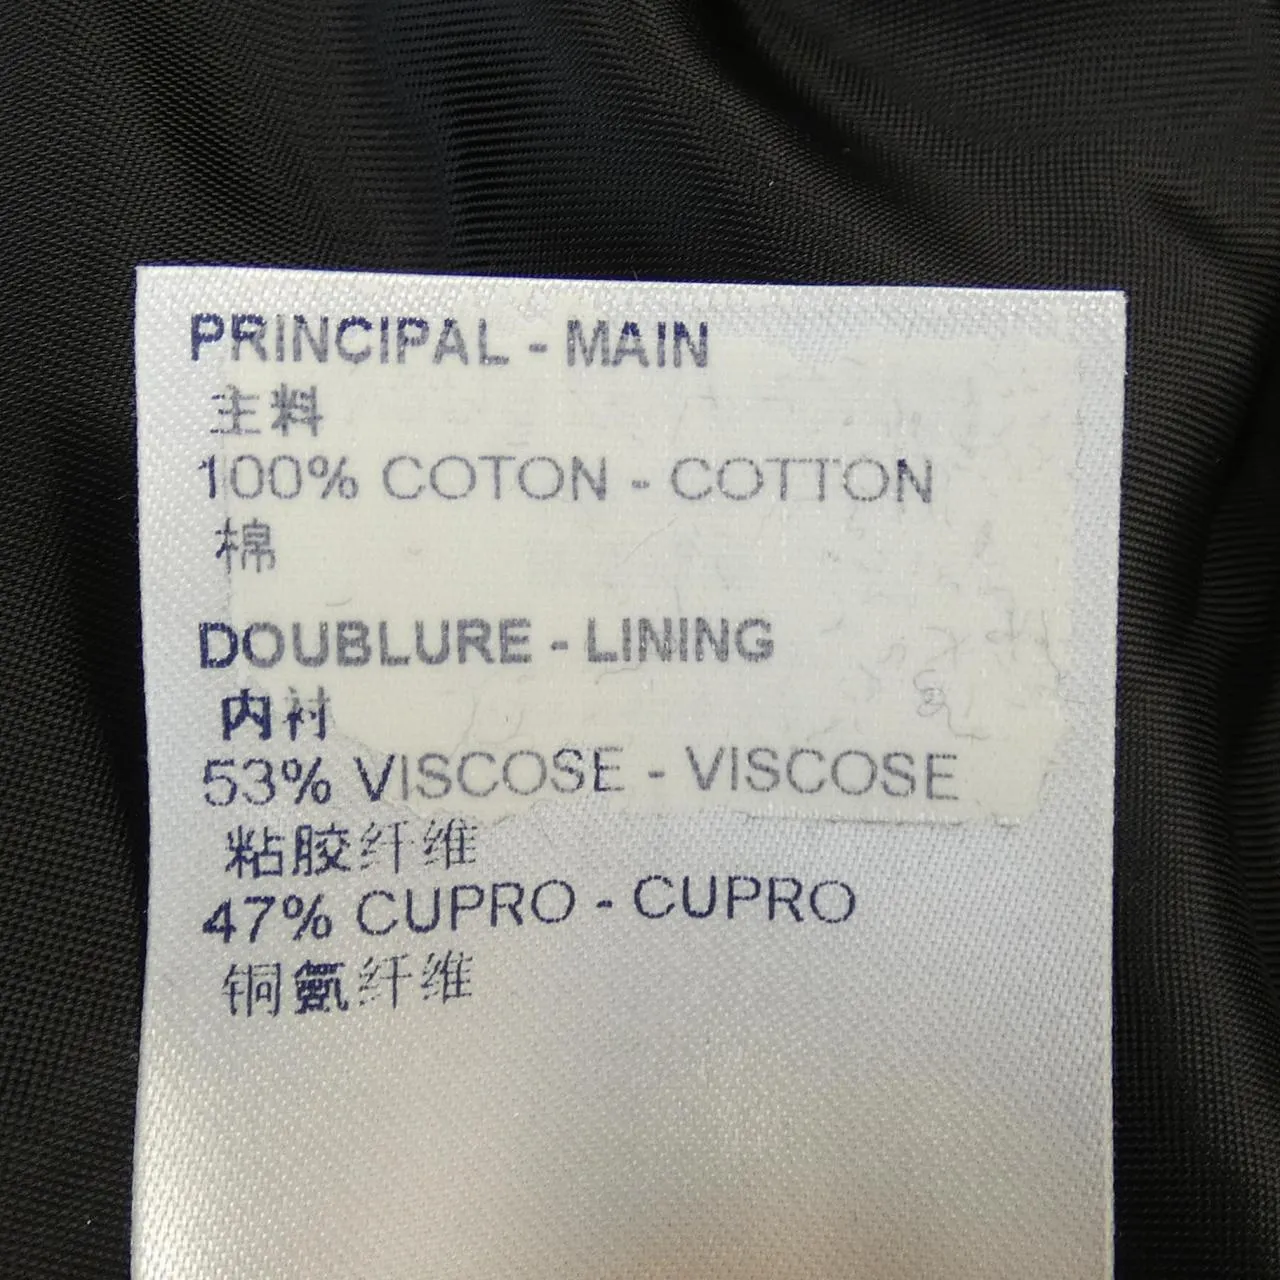 PRINCIPAL - MAIN
主料
100% COTON - COTTON
棉
DOUBLURE - LINING
内衬
53% VISCOSE - VISCOSE
粘胶纤维
47% CUPRO - CUPRO
铜氨纤维